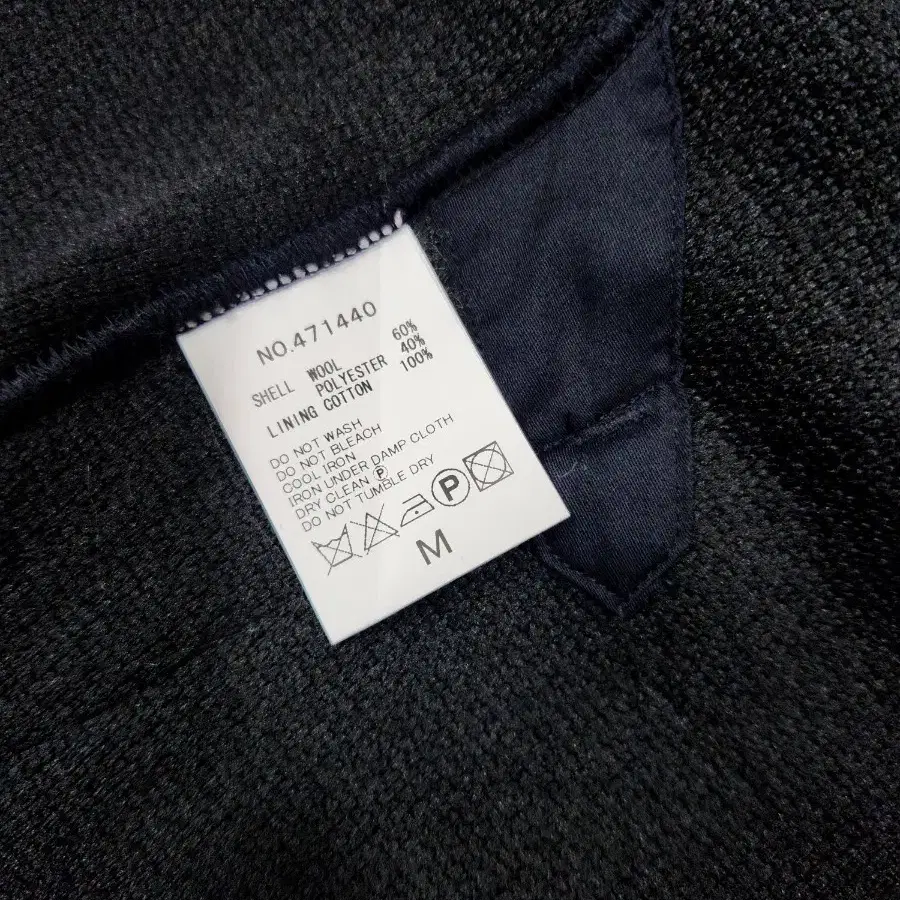 NO.471440
SHELL WOOL 60%
POLYESTER 40%
LINING COTTON 100%
DO NOT WASH
DO NOT BLEACH
COOL IRON
IRON UNDER DAMP CLOTH
DRY CLEAN Ⓟ
DO NOT TUMBLE DRY
P
M